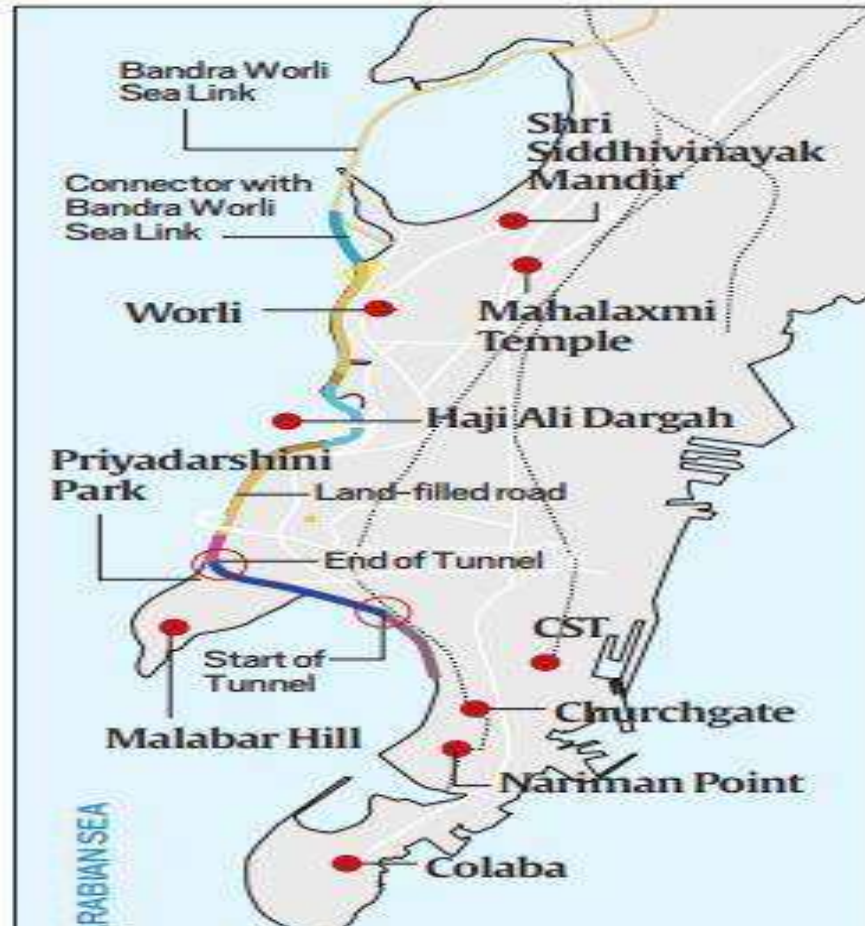 Bandra Worli
Sea Link
Shri
Siddhivinayak
Mandir
Connector with
Bandra Worli
Sea Link
Worli
Mahalaxmi
Temple
Haji Ali Dargah
Priyadarshini
Park
Land-filled road
End of Tunnel
CST
Start of
Tunnel
Churchgate
Malabar Hill
Nariman Point
Colaba
RABIAN SEA